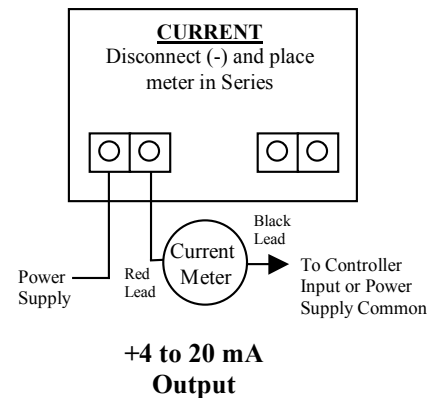 CURRENT
Disconnect (-) and place
meter in Series
Black
Lead
Current
Meter
Power
Supply
Red
Lead
To Controller
Input or Power
Supply Common
+4 to 20 mA
Output